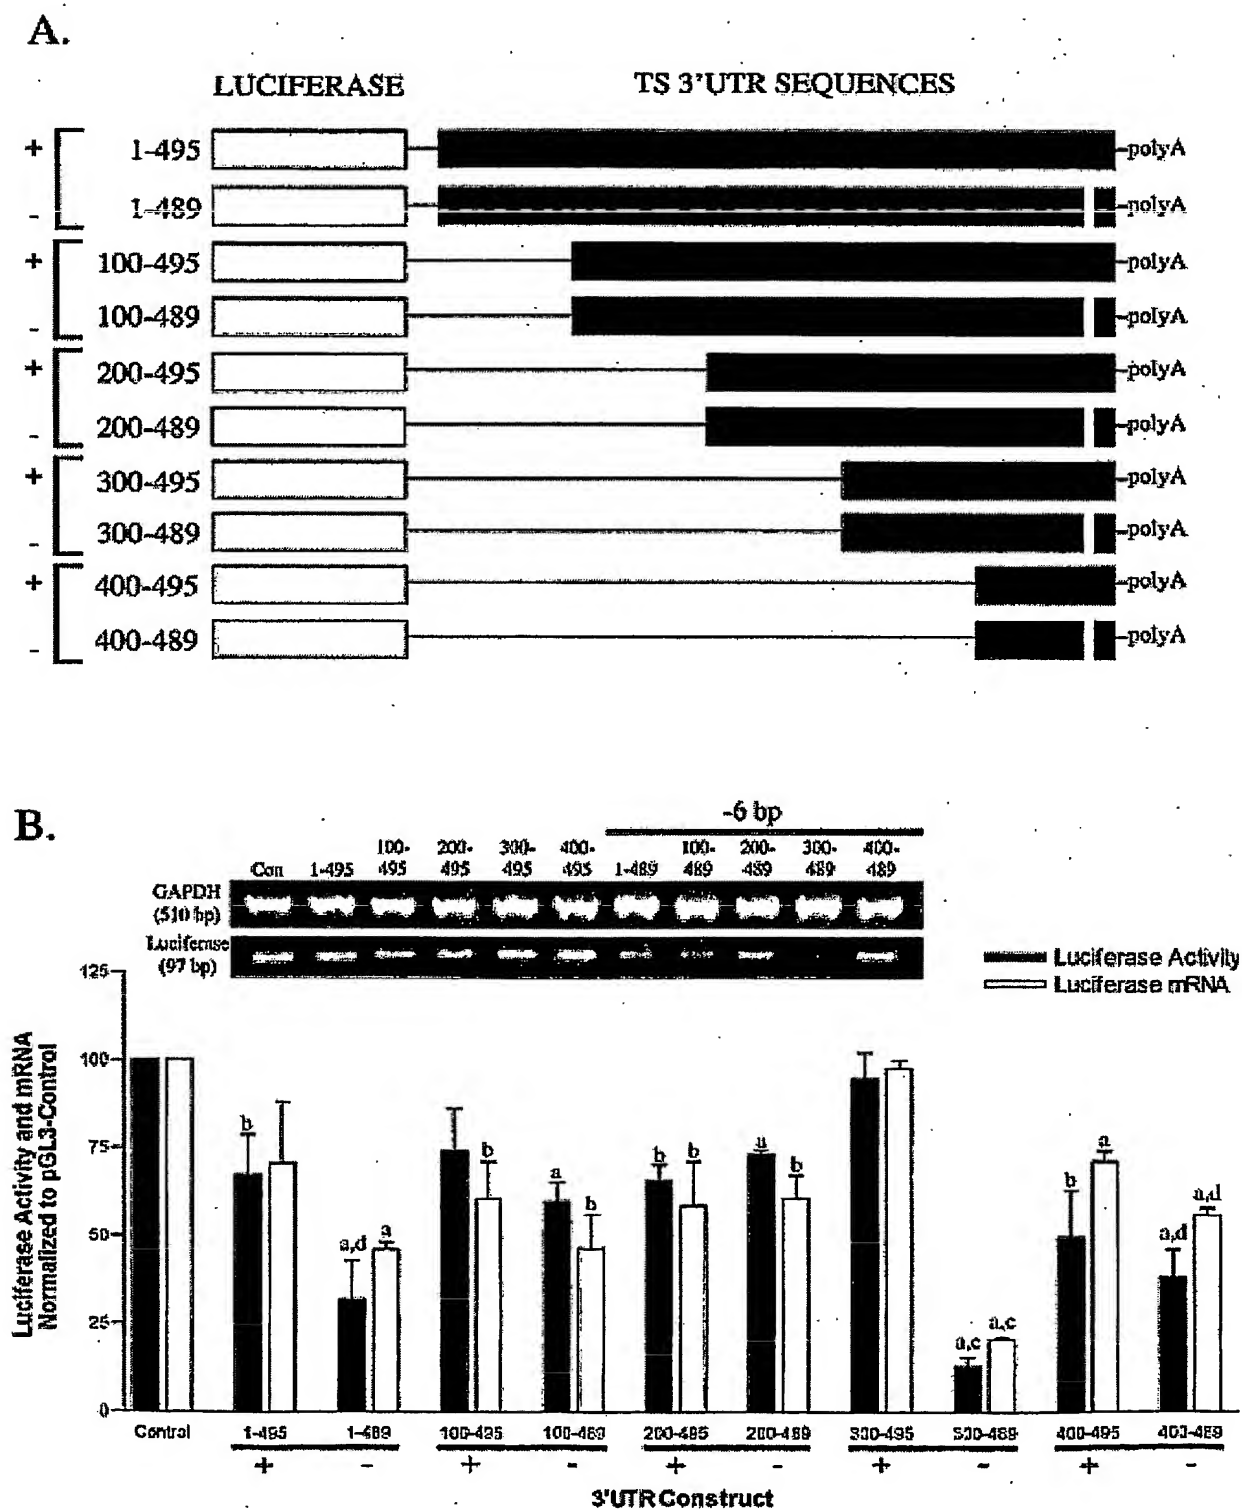 A.
LUCIFERASE TS 3'UTR SEQUENCES
+ 1-495 polyA
- 1-489 polyA
+ 100-495 polyA
- 100-489 polyA
+ 200-495 polyA
- 200-489 polyA
+ 300-495 polyA
- 300-489 polyA
+ 400-495 polyA
- 400-489 polyA
B.
-6 bp
Con 1-495 100-495 200-495 300-495 400-495 1-489 100-489 200-489 300-489 400-489
GAPDH
(510 bp)
Luciferase
(97 bp)
Luciferase Activity
Luciferase mRNA
Luciferase Activity and mRNA
Normalized to pGL3-Control
125
100
75
50
25
0
b a,d a b a b b b a b a,c a,c b a a,d a,d
Control 1-495 1-489 100-495 100-489 200-495 200-489 300-495 300-489 400-495 400-489
+ - + - + - + - + -
3'UTR Construct